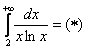 ∫₂^{+∞} dx/(x ln x) = (*)